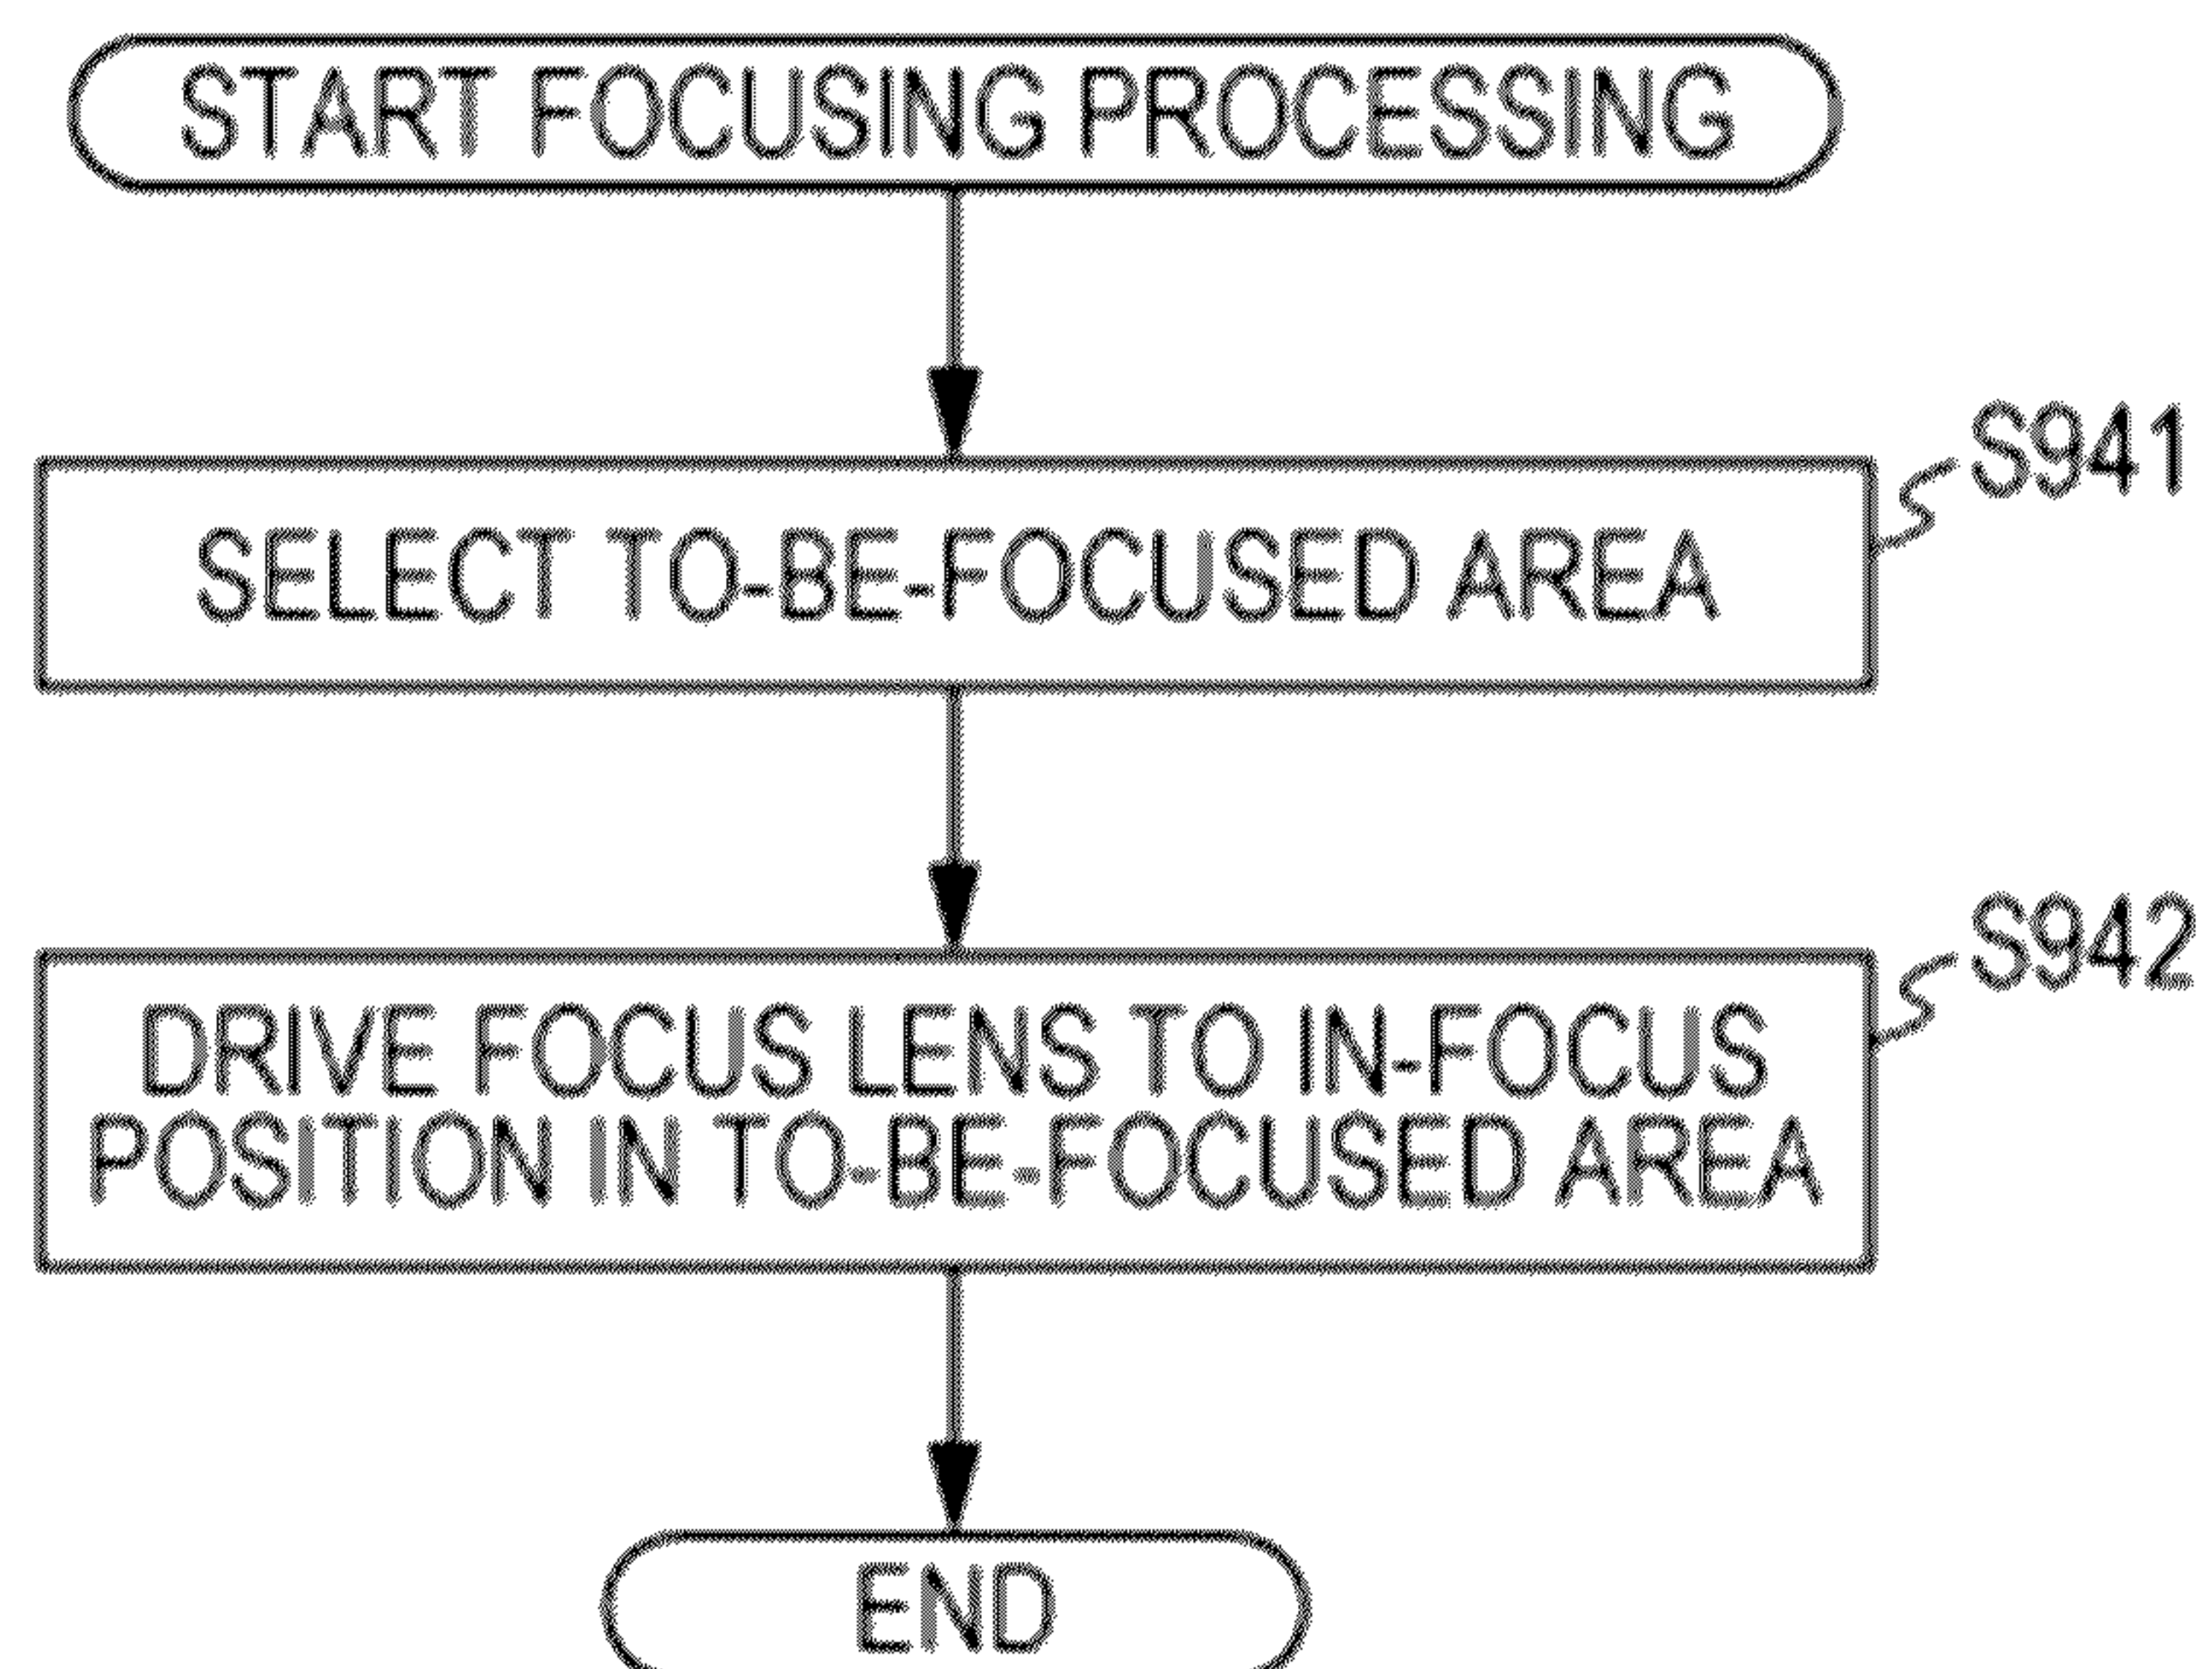 START FOCUSING PROCESSING
S941
SELECT TO-BE-FOCUSED AREA
S942
DRIVE FOCUS LENS TO IN-FOCUS
POSITION IN TO-BE-FOCUSED AREA
END